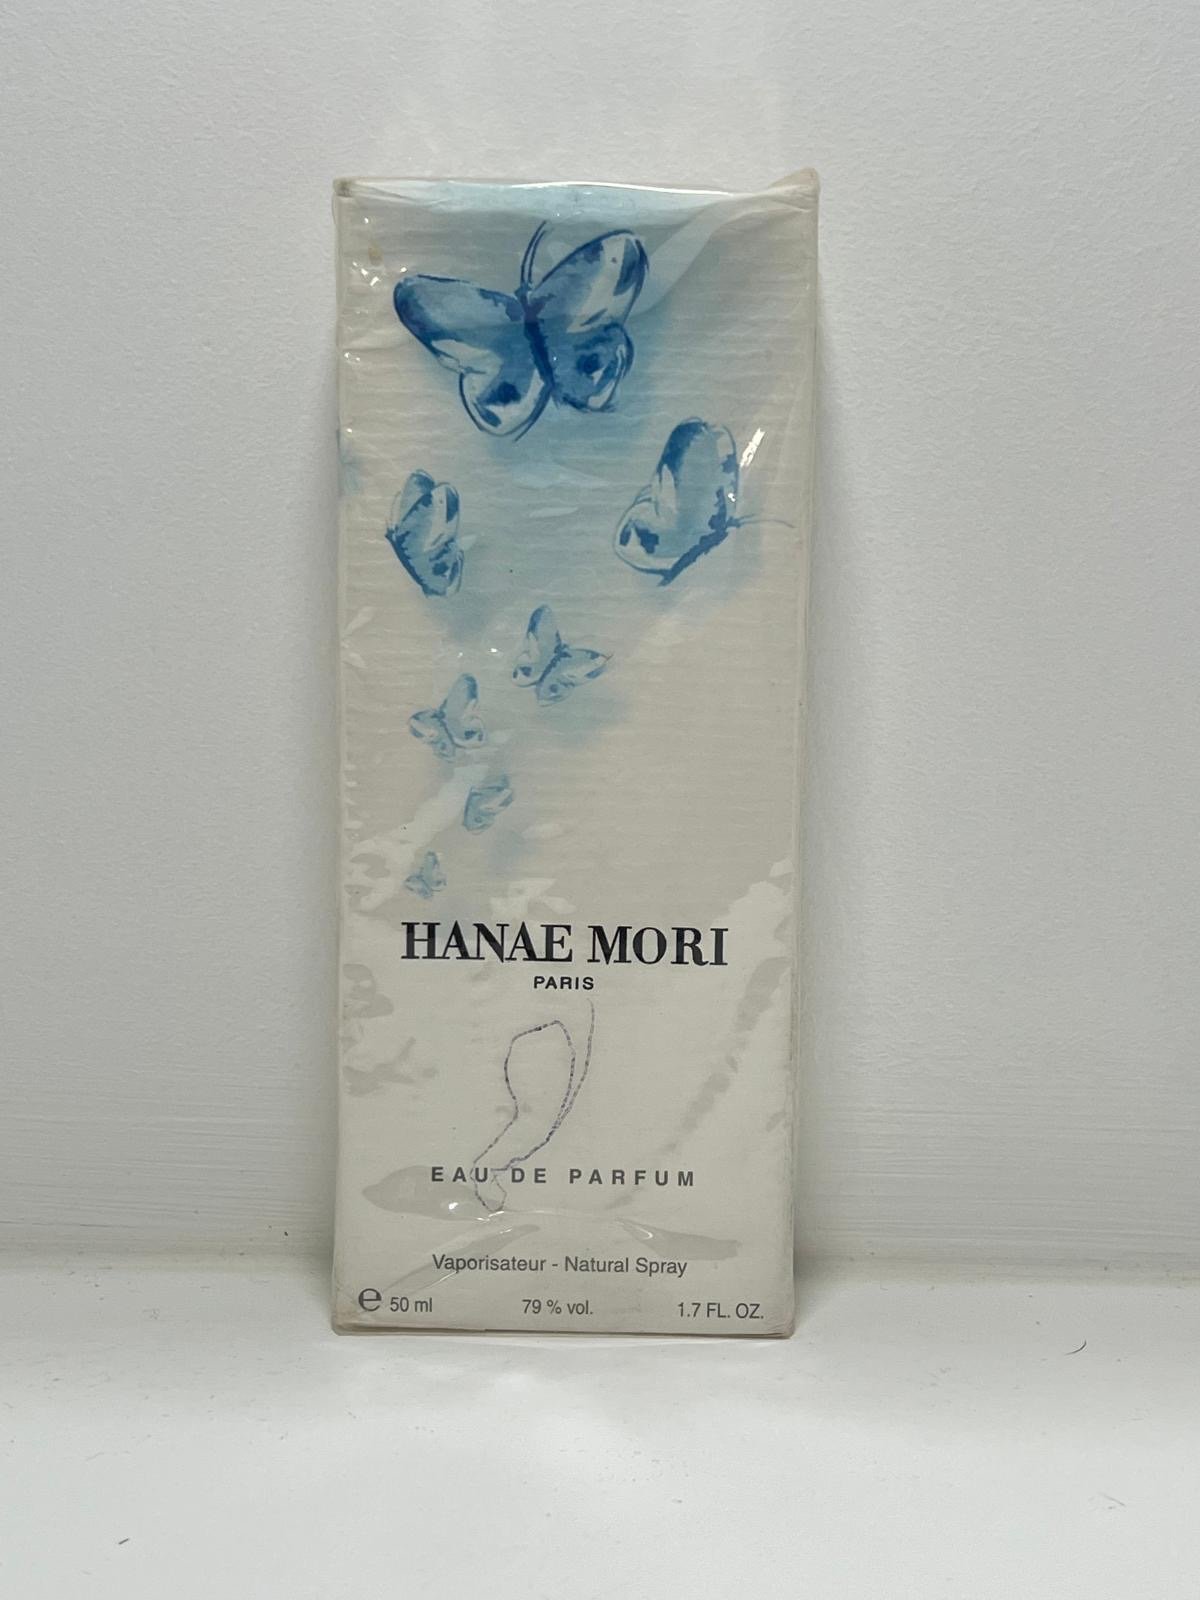 HANAE MORI
PARIS
EAU DE PARFUM
Vaporisateur - Natural Spray
e 50 ml 79 % vol. 1.7 FL. OZ.